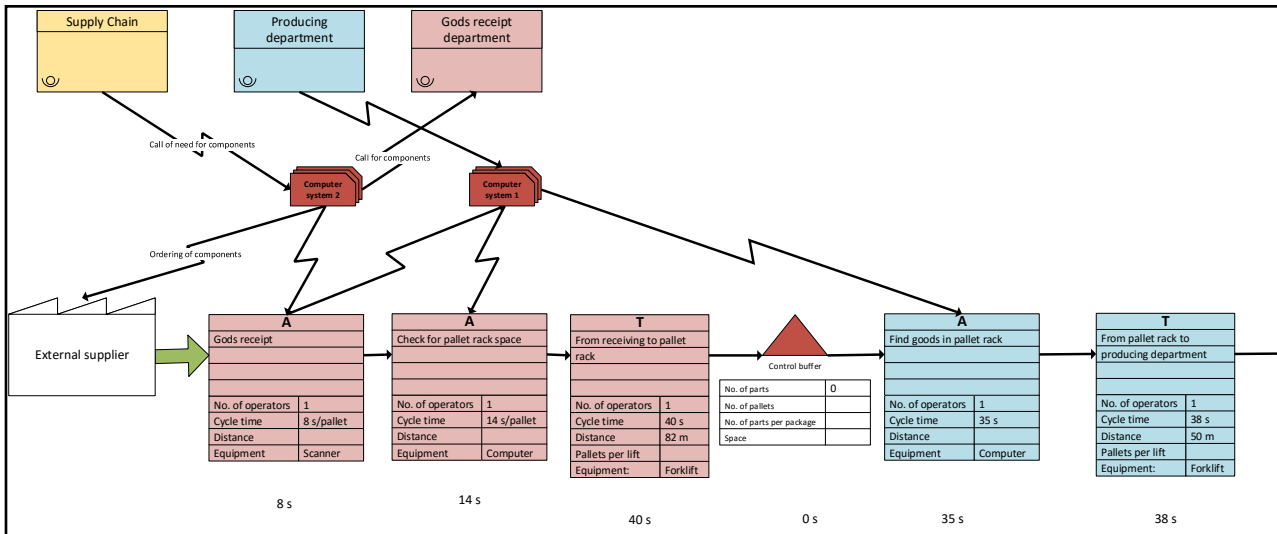 Supply Chain
Producing
department
Gods receipt
department
Call of need for components
Call for components
Computer
system 2
Computer
system 1
Ordering of components
External supplier
A
Gods receipt
No. of operators 1
Cycle time 8 s/pallet
Distance
Equipment Scanner
A
Check for pallet rack space
No. of operators 1
Cycle time 14 s/pallet
Distance
Equipment Computer
T
From receiving to pallet
rack
No. of operators 1
Cycle time 40 s
Distance 82 m
Pallets per lift
Equipment: Forklift
Control buffer
No. of parts 0
No. of pallets
No. of parts per package
Space
A
Find goods in pallet rack
No. of operators 1
Cycle time 35 s
Distance
Equipment Computer
T
From pallet rack to
producing department
No. of operators 1
Cycle time 38 s
Distance 50 m
Pallets per lift
Equipment: Forklift
8 s
14 s
40 s
0 s
35 s
38 s